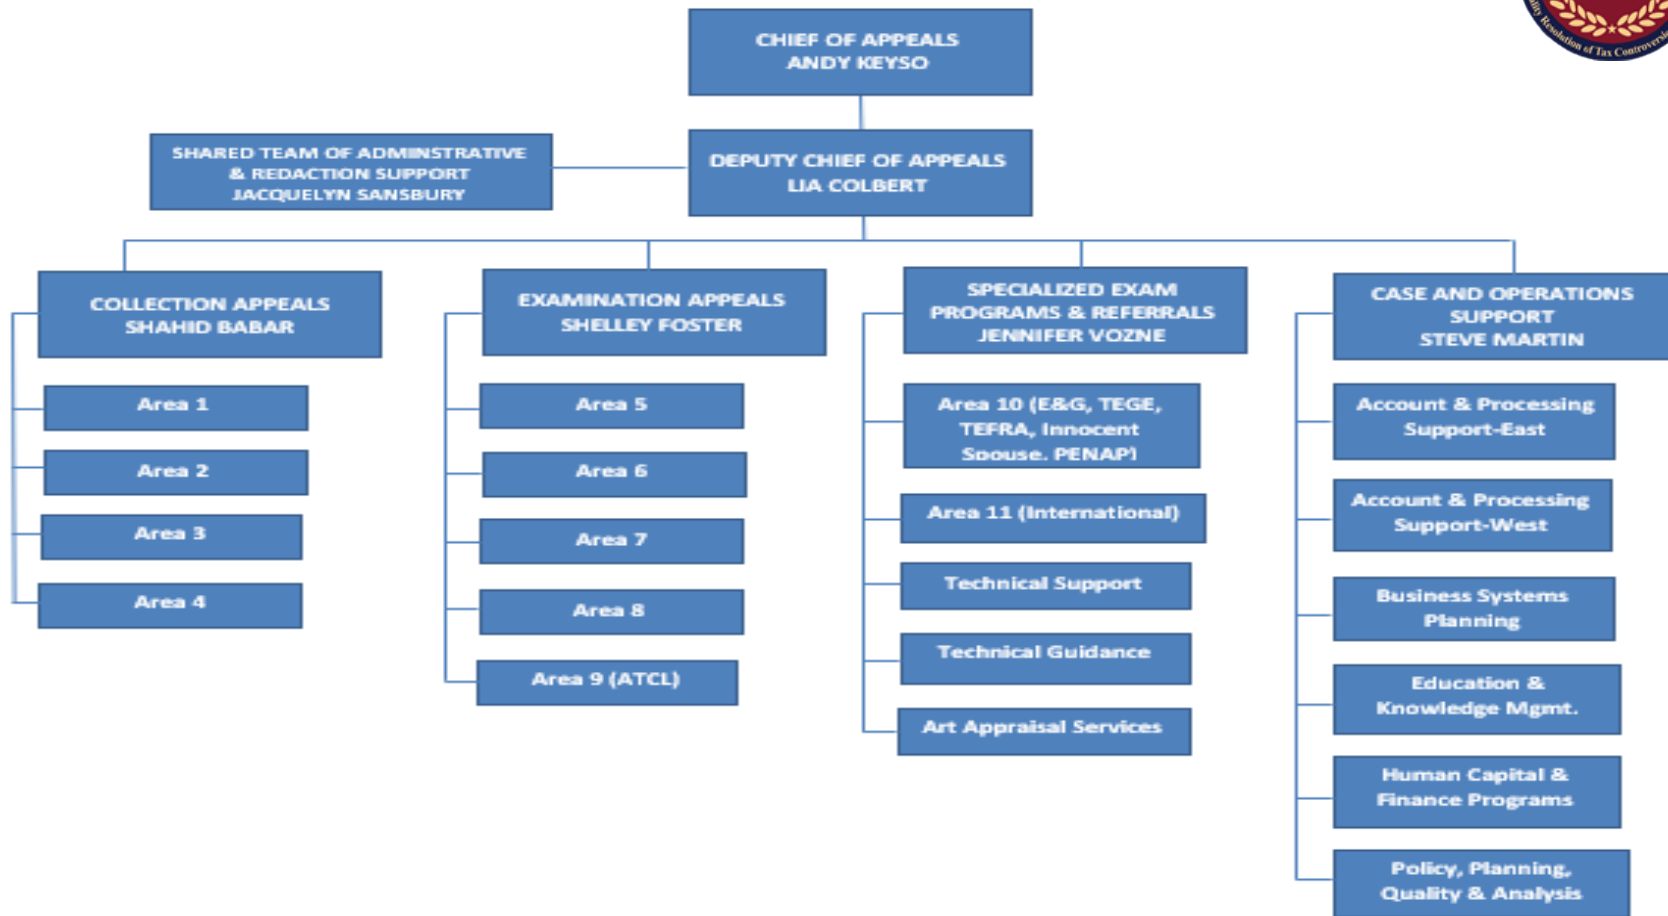 Resolution of Tax
CHIEF OF APPEALS
ANDY KEYSO
SHARED TEAM OF ADMINSTRATIVE
& REDACTION SUPPORT
JACQUELYN SANSBURY
DEPUTY CHIEF OF APPEALS
LIA COLBERT
COLLECTION APPEALS
SHAHID BABAR
Area 1
Area 2
Area 3
Area 4
EXAMINATION APPEALS
SHELLEY FOSTER
Area 5
Area 6
Area 7
Area 8
Area 9 (ATCL)
SPECIALIZED EXAM
PROGRAMS & REFERRALS
JENNIFER VOZNE
Area 10 (E&G, TEGE,
TEFRA, Innocent
Spouse, PENAP)
Area 11 (International)
Technical Support
Technical Guidance
Art Appraisal Services
CASE AND OPERATIONS
SUPPORT
STEVE MARTIN
Account & Processing
Support-East
Account & Processing
Support-West
Business Systems
Planning
Education &
Knowledge Mgmt.
Human Capital &
Finance Programs
Policy, Planning,
Quality & Analysis